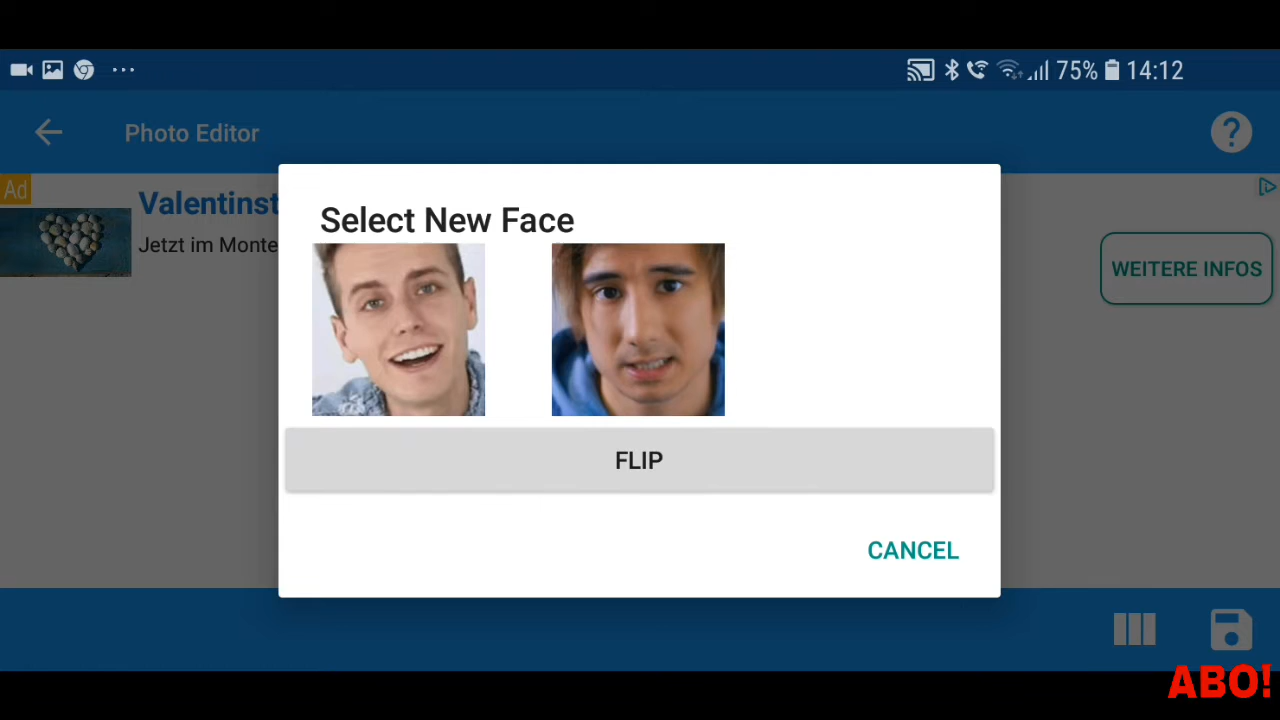 75% 14:12
Photo Editor
?
Ad
Valentinst
Jetzt im Monte
WEITERE INFOS
Select New Face
FLIP
CANCEL
ABO!